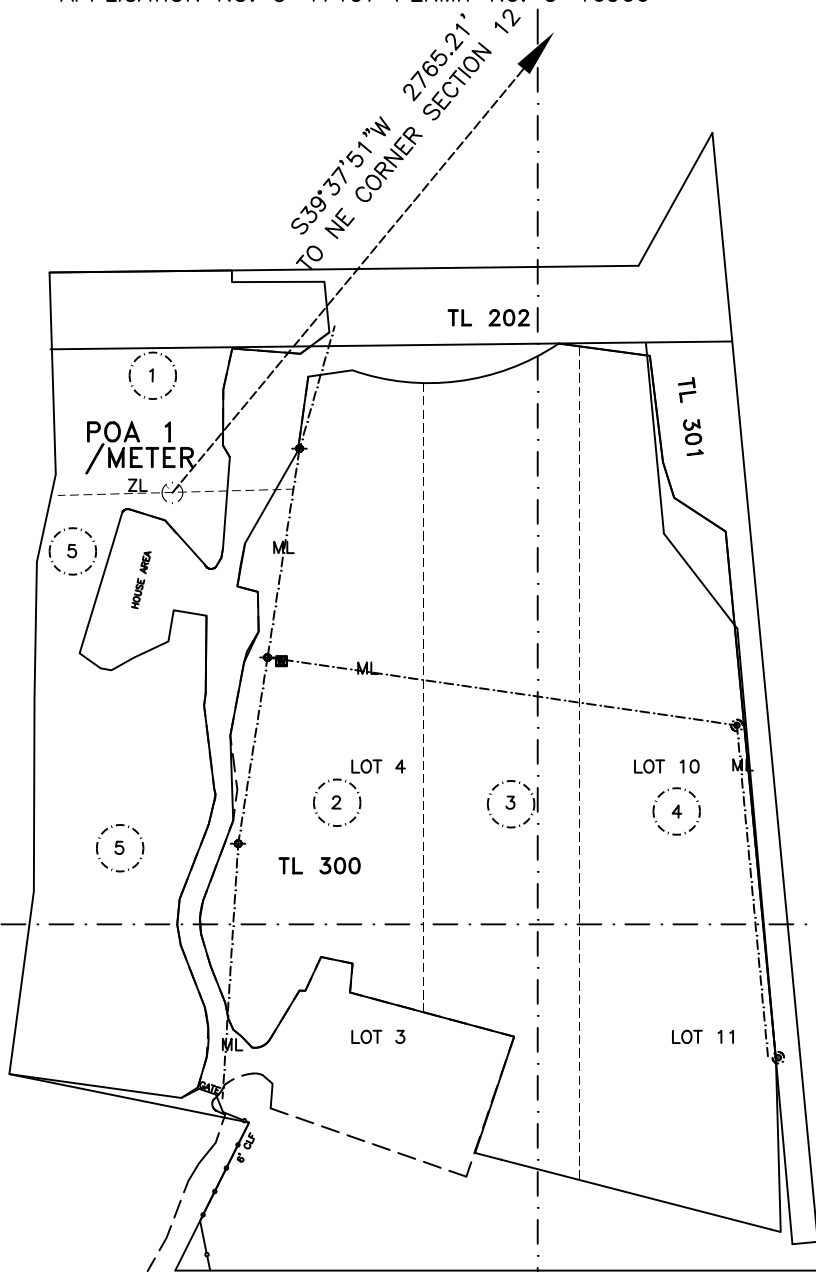 S39°37'51"W 2765.21'
TO NE CORNER SECTION 12
TL 202
TL 301
1
POA 1
/METER
ZL
5
HOUSE AREA
ML
ML
LOT 4
LOT 10
ML
2
3
4
5
TL 300
LOT 3
LOT 11
ML
GATE
6' CLF